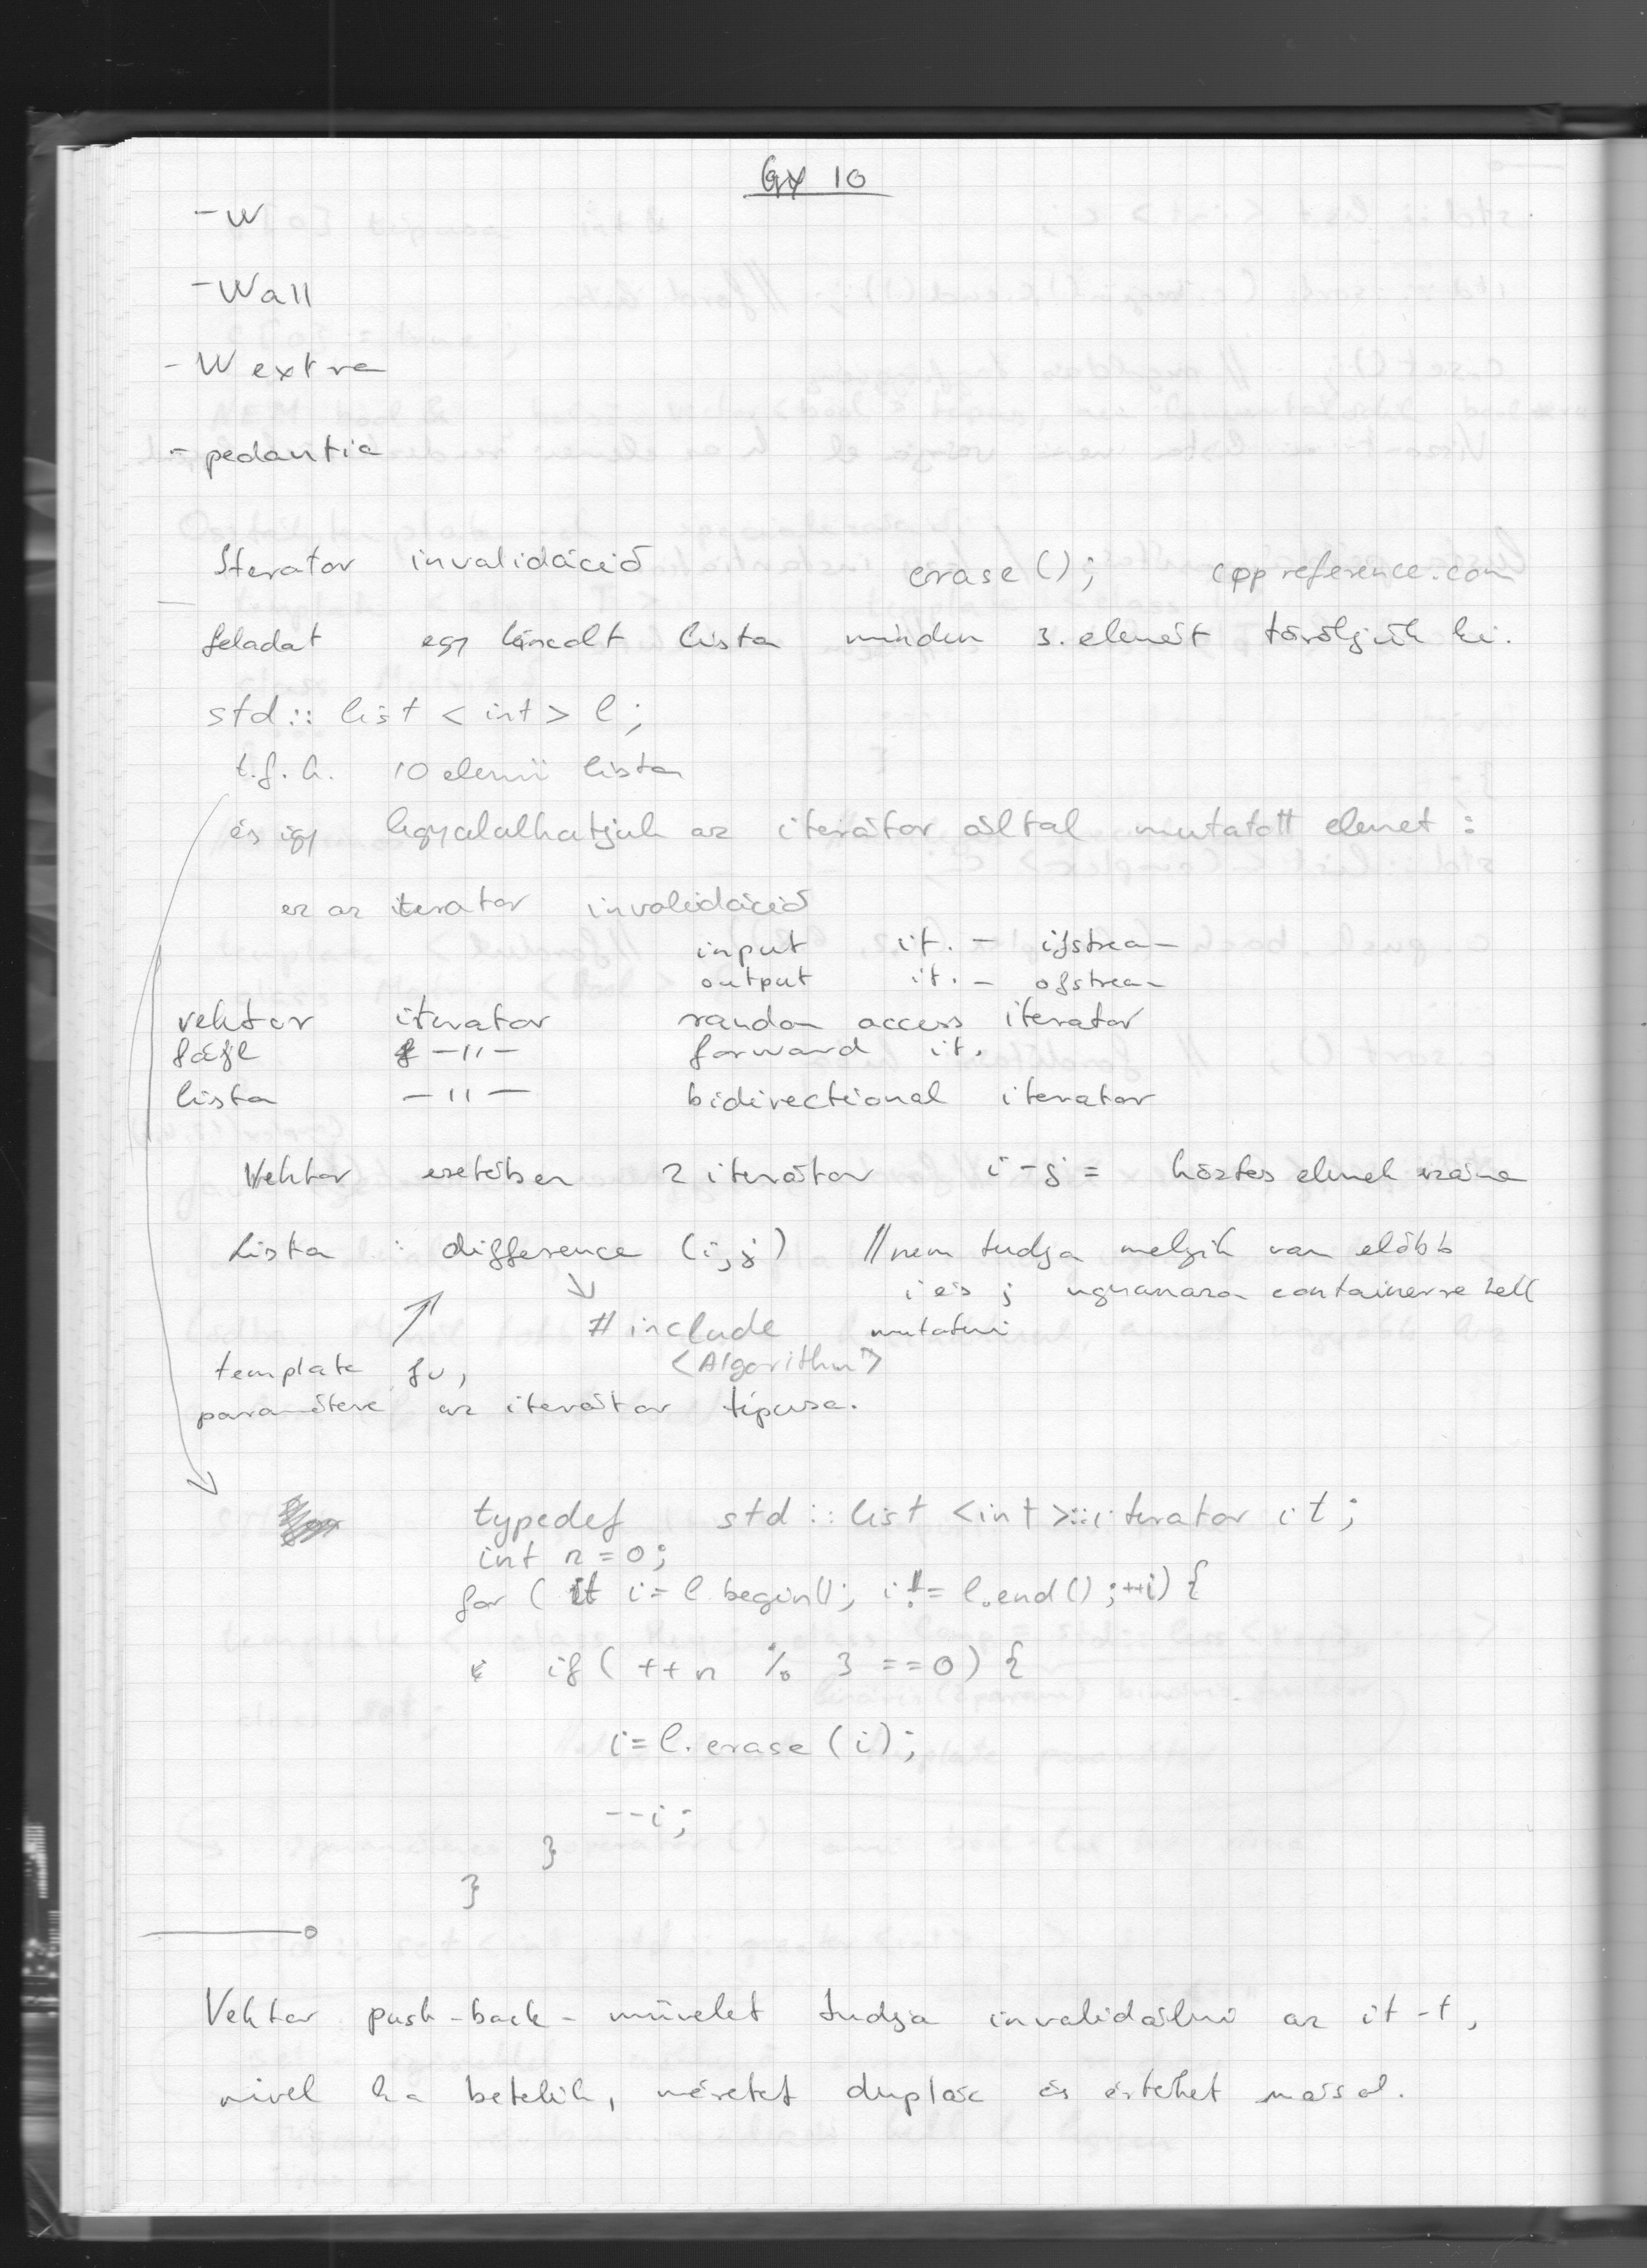 Gy 10
-W
-Wall
-Wextra
-pedantic
Iterator invalidáció erase(); cppreference.com
feladat egy láncolt lista minden 3. elemét töröljük ki.
std::list <int> l;
t.f.h. 10 elemű lista
és így az iterátor által mutatott elemet :
ez az iterator invalidáció
input it. - ifstream
output it. - ofstream
vektor iterator random access iterator
fájl -"- forward it.
lista -"- bidirectional iterator
Vektor esetében 2 iterátor i-j = köztes elemek száma
Lista : difference (i,j) //nem tudja melyik van előbb
i és j ugyanarra containerre kell
#include mutatni
<Algorithm>
template fv,
paramétere az iterátor típusa.
typedef std::list <int>::iterator it;
int n=0;
for ( it i= l.begin(); i != l.end() ;++i) {
if( ++n % 3 ==0) {
i=l.erase(i);
--i;
}
}
Vektor push-back- művelet tudja invalidálni az it-t,
mivel ha betelik, méretet dupláz és értéket másol.